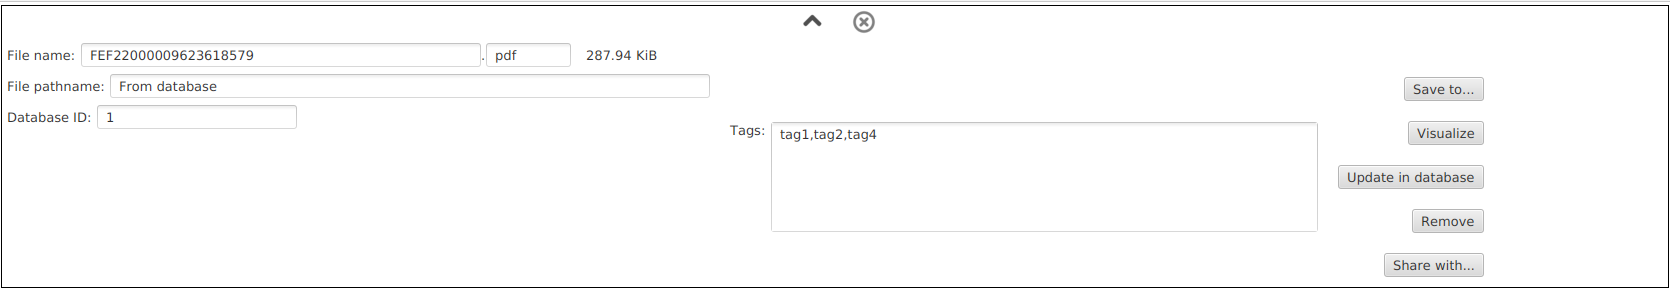 File name: FEF22000009623618579 . pdf 287.94 KiB
File pathname: From database
Save to...
Database ID: 1
Tags: tag1,tag2,tag4
Visualize
Update in database
Remove
Share with...